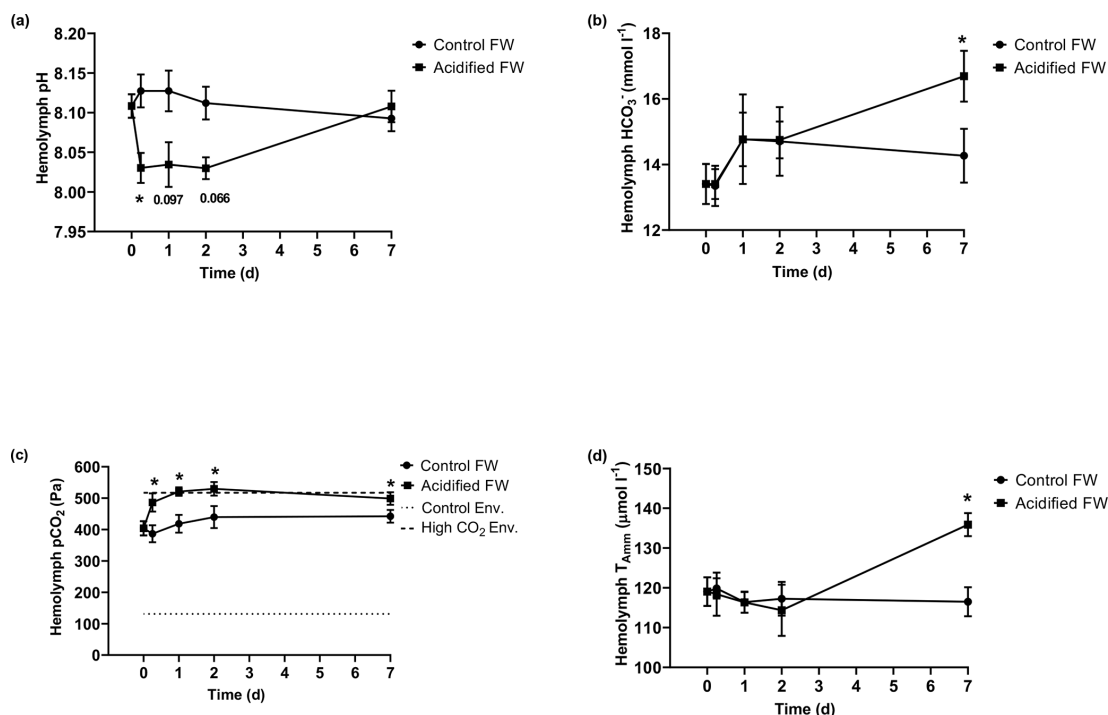 (a)
8.20
8.15
8.10
8.05
8.00
7.95
Hemolymph pH
Control FW
Acidified FW
* 0.097 0.066
0 1 2 3 4 5 6 7
Time (d)
(b)
18
16
14
12
Hemolymph HCO₃⁻ (mmol l⁻¹)
*
Control FW
Acidified FW
0 1 2 3 4 5 6 7
Time (d)
(c)
600
500
400
300
200
100
0
Hemolymph pCO₂ (Pa)
* * * *
Control FW
Acidified FW
Control Env.
High CO₂ Env.
0 1 2 3 4 5 6 7
Time (d)
(d)
150
140
130
120
110
100
Hemolymph T_Amm (μmol l⁻¹)
*
Control FW
Acidified FW
0 1 2 3 4 5 6 7
Time (d)